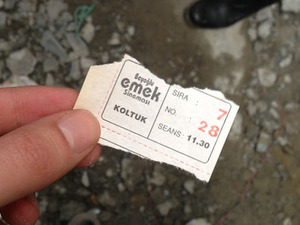 Beyoğlu
emek
Sineması
KOLTUK
SIRA : 7
NO. : 28
SEANS: 11.30